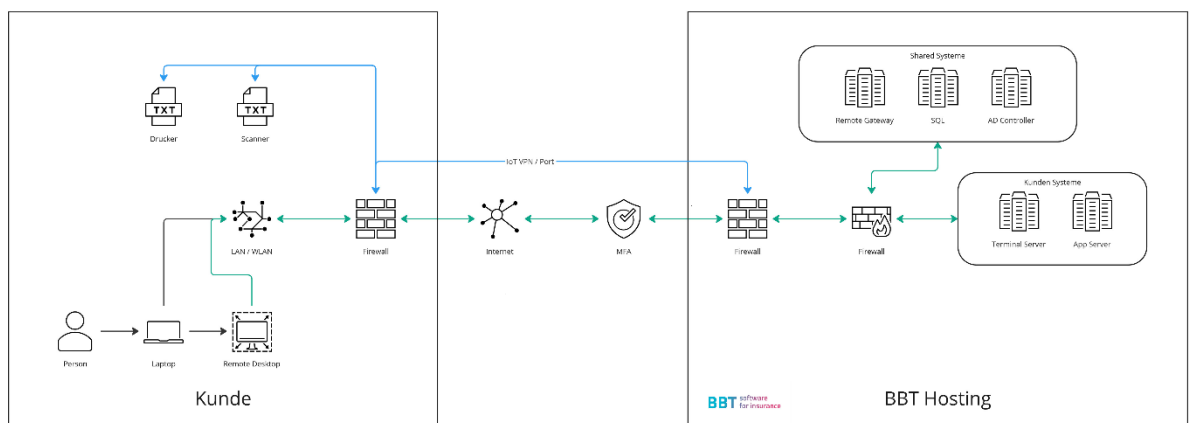 Shared Systeme
TXT
TXT
Remote Gateway
SQL
AD Controller
Drucker
Scanner
IoT VPN / Port
Kunden Systeme
Terminal Server
App Server
LAN / WLAN
Firewall
Internet
MFA
Firewall
Firewall
Person
Laptop
Remote Desktop
Kunde
BBT software
for insurance
BBT Hosting